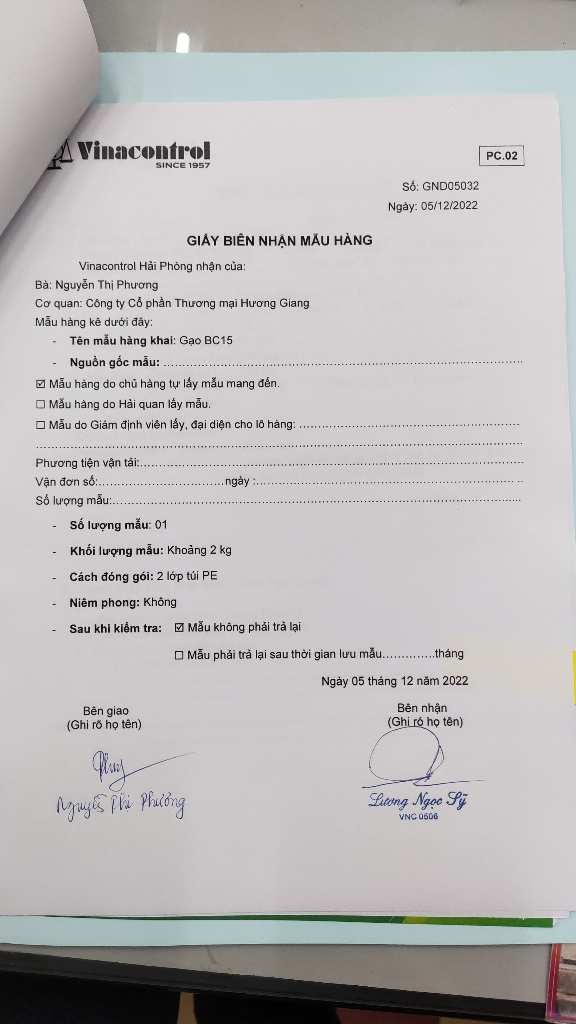 Vinacontrol
SINCE 1957
PC.02
Số: GND05032
Ngày: 05/12/2022
GIẤY BIÊN NHẬN MẪU HÀNG
Vinacontrol Hải Phòng nhận của:
Bà: Nguyễn Thị Phương
Cơ quan: Công ty Cổ phần Thương mại Hương Giang
Mẫu hàng kê dưới đây:
- Tên mẫu hàng khai: Gạo BC15
- Nguồn gốc mẫu: ........................................
☑ Mẫu hàng do chủ hàng tự lấy mẫu mang đến.
☐ Mẫu hàng do Hải quan lấy mẫu.
☐ Mẫu do Giám định viên lấy, đại diện cho lô hàng: ........................................
........................................
Phương tiện vận tải:........................................
Vận đơn số:..............................ngày :........................................
Số lượng mẫu:........................................
- Số lượng mẫu: 01
- Khối lượng mẫu: Khoảng 2 kg
- Cách đóng gói: 2 lớp túi PE
- Niêm phong: Không
- Sau khi kiểm tra: ☑ Mẫu không phải trả lại
☐ Mẫu phải trả lại sau thời gian lưu mẫu..............tháng
Ngày 05 tháng 12 năm 2022
Bên giao Bên nhận
(Ghi rõ họ tên) (Ghi rõ họ tên)
Nguyễn Phi Phương Lương Ngọc Sỹ
VNC 0606